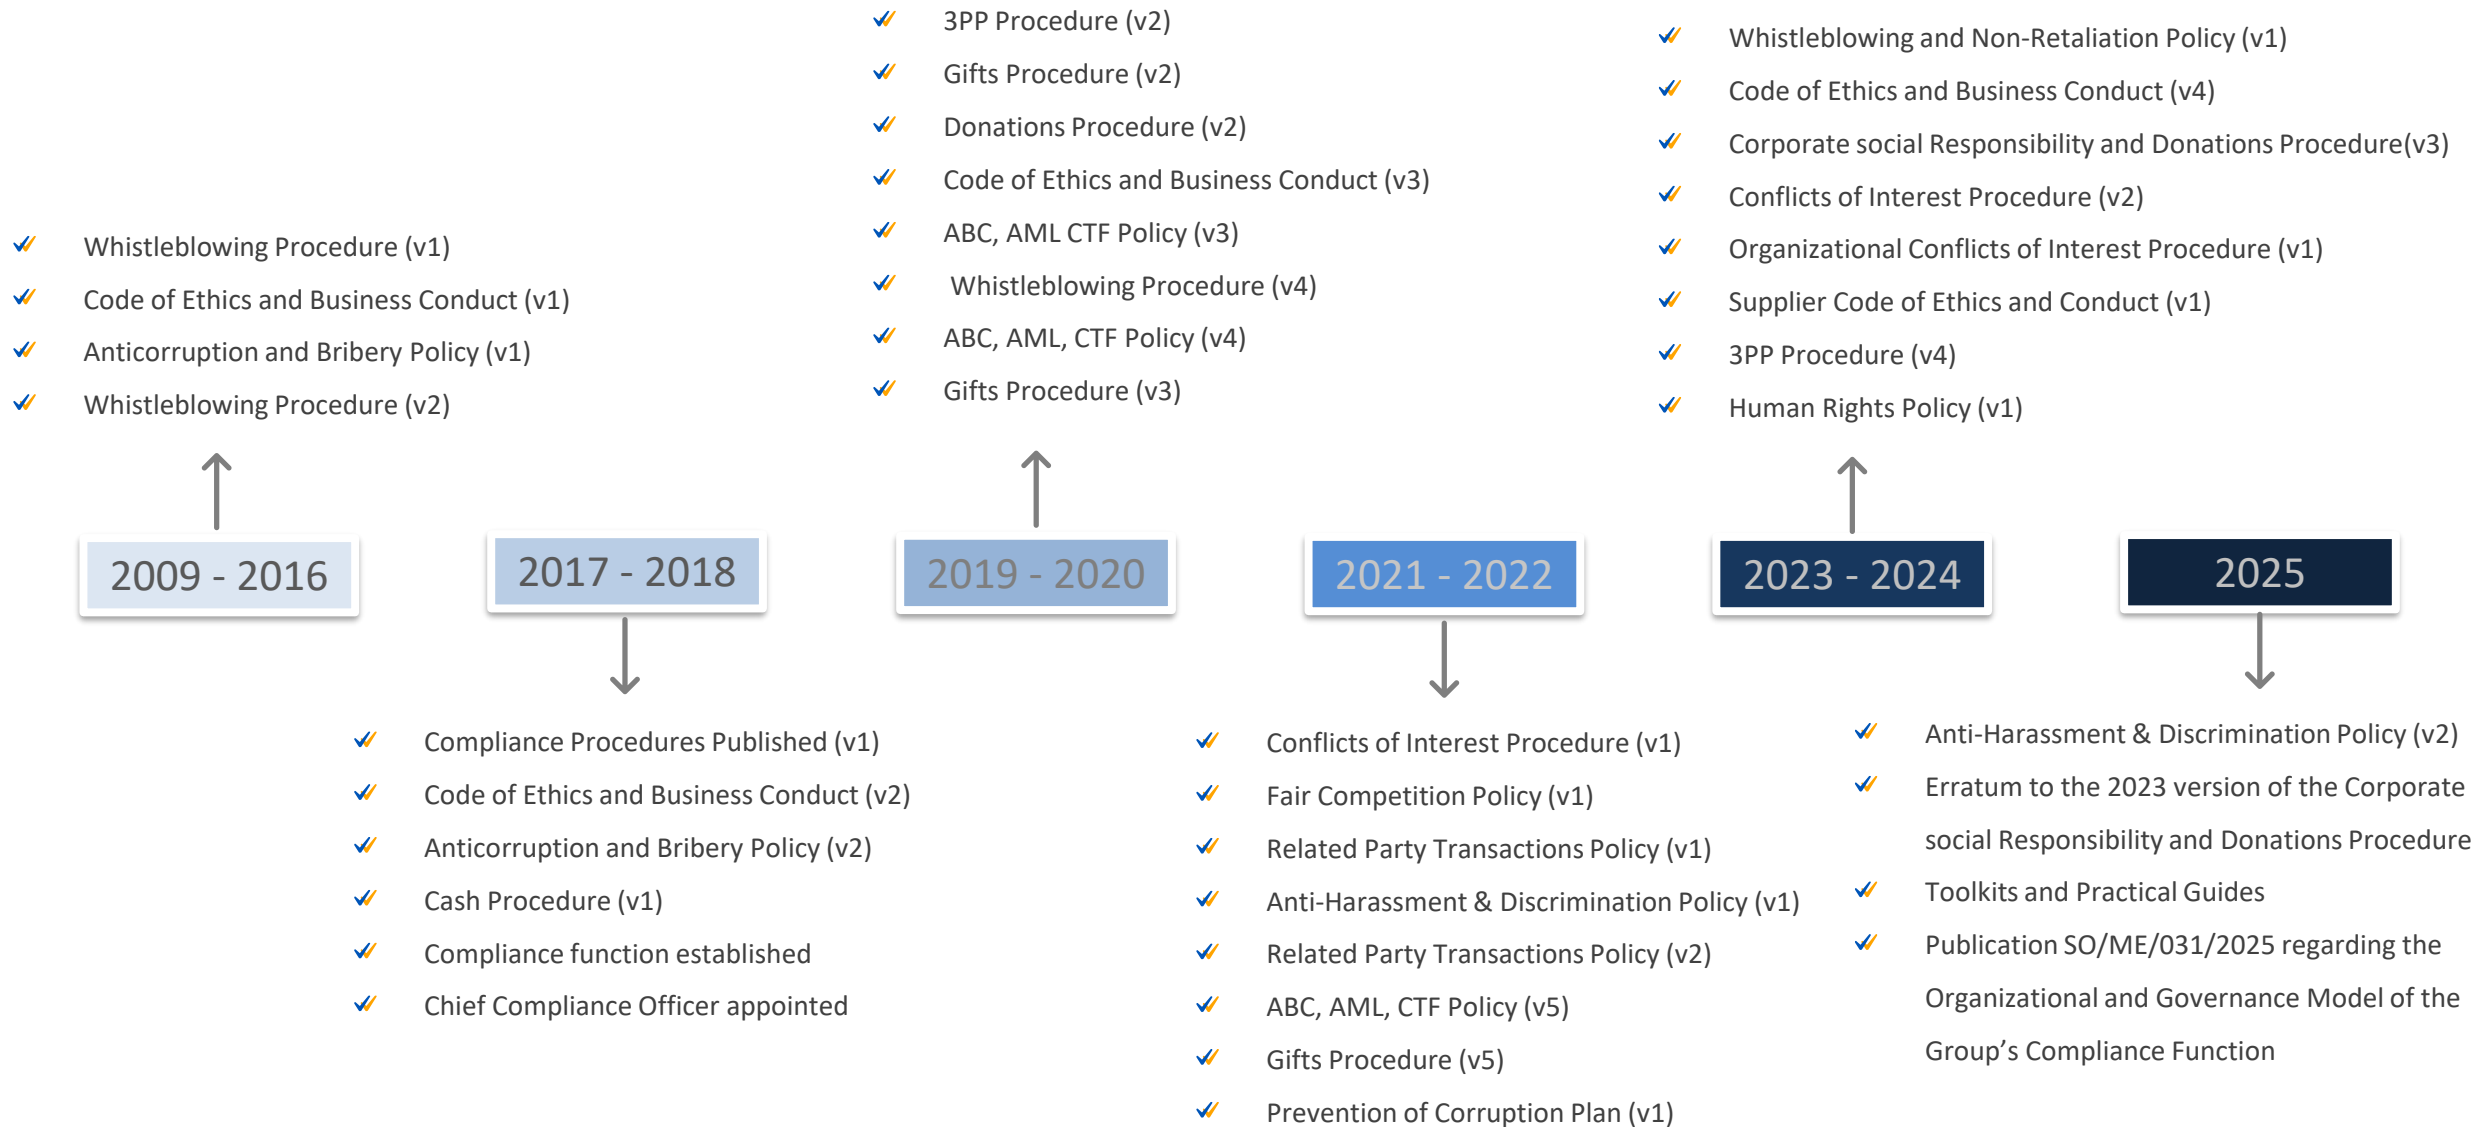 Whistleblowing Procedure (v1)
Code of Ethics and Business Conduct (v1)
Anticorruption and Bribery Policy (v1)
Whistleblowing Procedure (v2)
2009 - 2016
2017 - 2018
Compliance Procedures Published (v1)
Code of Ethics and Business Conduct (v2)
Anticorruption and Bribery Policy (v2)
Cash Procedure (v1)
Compliance function established
Chief Compliance Officer appointed
3PP Procedure (v2)
Gifts Procedure (v2)
Donations Procedure (v2)
Code of Ethics and Business Conduct (v3)
ABC, AML CTF Policy (v3)
Whistleblowing Procedure (v4)
ABC, AML, CTF Policy (v4)
Gifts Procedure (v3)
2019 - 2020
2021 - 2022
Conflicts of Interest Procedure (v1)
Fair Competition Policy (v1)
Related Party Transactions Policy (v1)
Anti-Harassment & Discrimination Policy (v1)
Related Party Transactions Policy (v2)
ABC, AML, CTF Policy (v5)
Gifts Procedure (v5)
Prevention of Corruption Plan (v1)
Whistleblowing and Non-Retaliation Policy (v1)
Code of Ethics and Business Conduct (v4)
Corporate social Responsibility and Donations Procedure(v3)
Conflicts of Interest Procedure (v2)
Organizational Conflicts of Interest Procedure (v1)
Supplier Code of Ethics and Conduct (v1)
3PP Procedure (v4)
Human Rights Policy (v1)
2023 - 2024
2025
Anti-Harassment & Discrimination Policy (v2)
Erratum to the 2023 version of the Corporate
social Responsibility and Donations Procedure
Toolkits and Practical Guides
Publication SO/ME/031/2025 regarding the
Organizational and Governance Model of the
Group’s Compliance Function